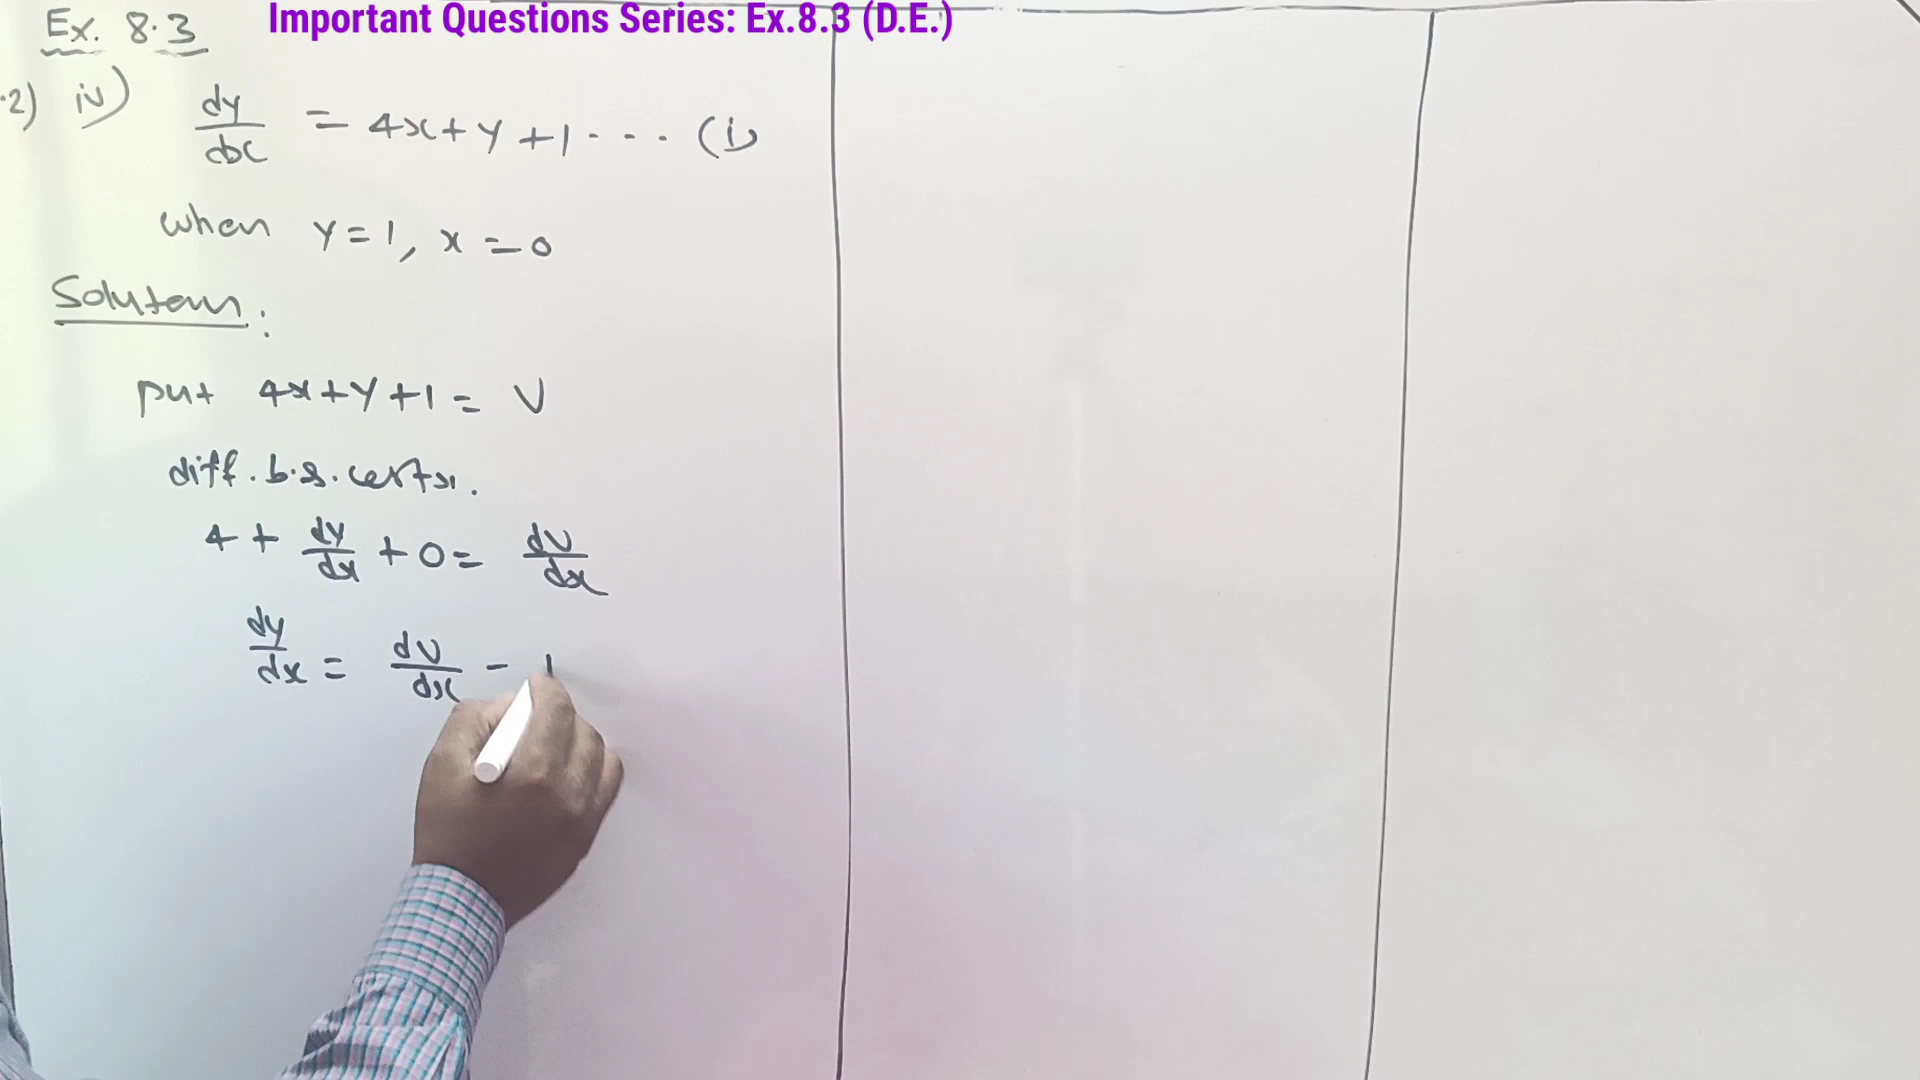 Important Questions Series: Ex.8.3 (D.E.)
Ex. 8.3
2) iv) dy/dx = 4x+y+1 ... (i)
when y=1, x=0
Solution:
put 4x+y+1 = v
diff. b.s. w.r.t x.
4 + dy/dx + 0 = dv/dx
dy/dx = dv/dx -